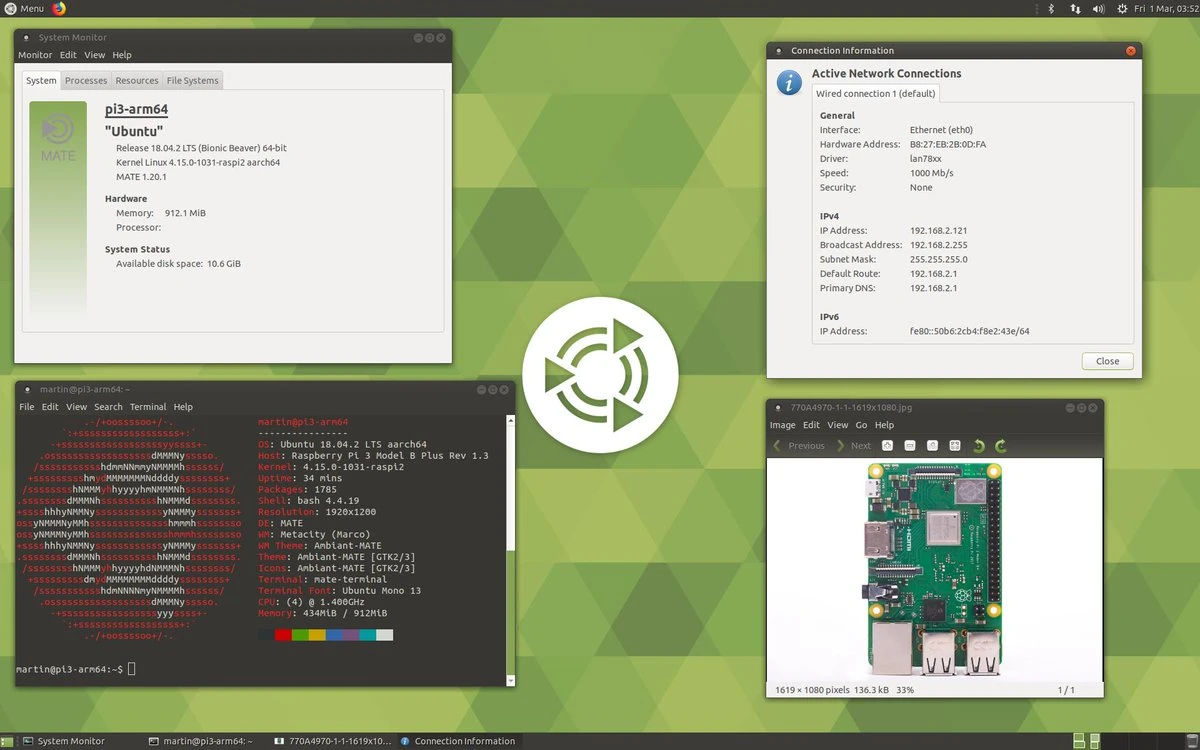 Menu
Fri 1 Mar, 03:52
System Monitor
Monitor Edit View Help
System Processes Resources File Systems
MATE
pi3-arm64
"Ubuntu"
Release 18.04.2 LTS (Bionic Beaver) 64-bit
Kernel Linux 4.15.0-1031-raspi2 aarch64
MATE 1.20.1
Hardware
Memory: 912.1 MiB
Processor:
System Status
Available disk space: 10.6 GiB
Connection Information
Active Network Connections
Wired connection 1 (default)
General
Interface: Ethernet (eth0)
Hardware Address: B8:27:EB:2B:0D:FA
Driver: lan78xx
Speed: 1000 Mb/s
Security: None
IPv4
IP Address: 192.168.2.121
Broadcast Address: 192.168.2.255
Subnet Mask: 255.255.255.0
Default Route: 192.168.2.1
Primary DNS: 192.168.2.1
IPv6
IP Address: fe80::50b6:2cb4:f8e2:43e/64
Close
martin@pi3-arm64: ~
File Edit View Search Terminal Help
martin@pi3-arm64
----------------
OS: Ubuntu 18.04.2 LTS aarch64
Host: Raspberry Pi 3 Model B Plus Rev 1.3
Kernel: 4.15.0-1031-raspi2
Uptime: 34 mins
Packages: 1785
Shell: bash 4.4.19
Resolution: 1920x1200
DE: MATE
WM: Metacity (Marco)
WM Theme: Ambiant-MATE
Theme: Ambiant-MATE [GTK2/3]
Icons: Ambiant-MATE [GTK2/3]
Terminal: mate-terminal
Terminal Font: Ubuntu Mono 13
CPU: (4) @ 1.400GHz
Memory: 434MiB / 912MiB
martin@pi3-arm64:~$
770A4970-1-1-1619x1080.jpg
Image Edit View Go Help
Previous Next
HDMI
1619 × 1080 pixels 136.3 kB 33%
1 / 1
System Monitor
martin@pi3-arm64: ~
770A4970-1-1-1619x10...
Connection Information